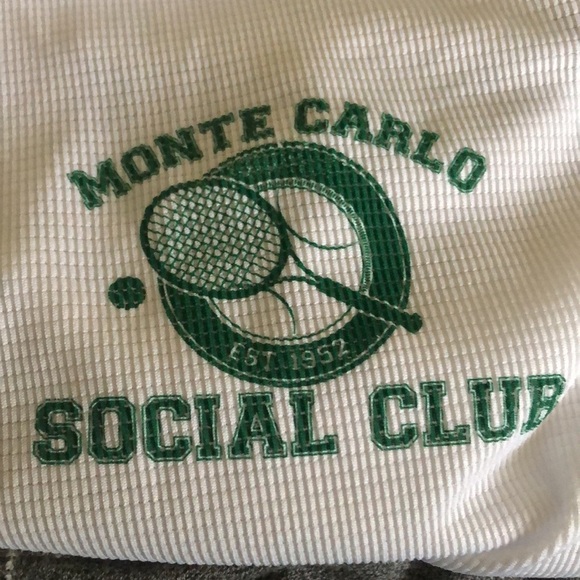 MONTE CARLO
EST. 1952
SOCIAL CLUB